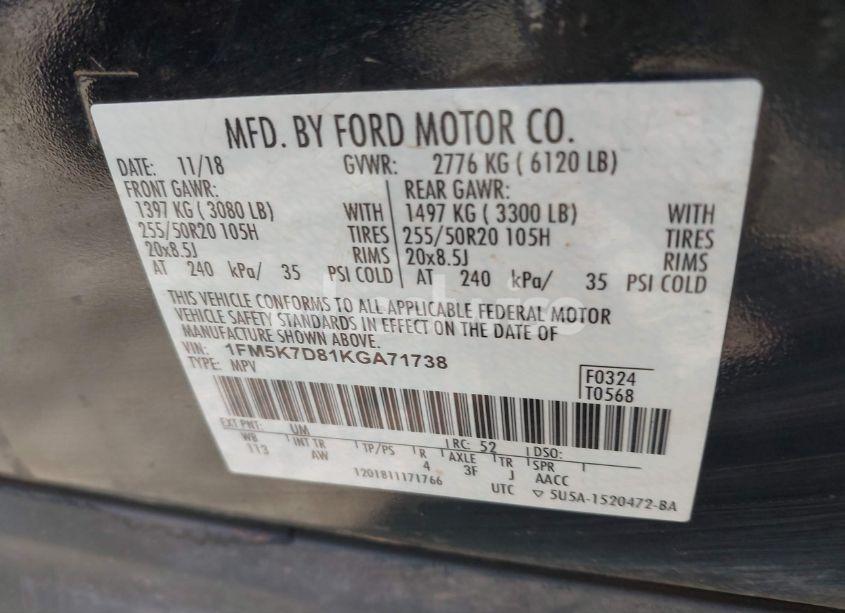 MFD. BY FORD MOTOR CO.
DATE: 11/18 GVWR: 2776 KG ( 6120 LB)
FRONT GAWR: REAR GAWR:
1397 KG ( 3080 LB) WITH 1497 KG ( 3300 LB) WITH
255/50R20 105H TIRES 255/50R20 105H TIRES
20x8.5J RIMS 20x8.5J RIMS
AT 240 kPa/ 35 PSI COLD AT 240 kPa/ 35 PSI COLD
THIS VEHICLE CONFORMS TO ALL APPLICABLE FEDERAL MOTOR
VEHICLE SAFETY STANDARDS IN EFFECT ON THE DATE OF
MANUFACTURE SHOWN ABOVE.
VIN: 1FM5K7D81KGA71738
TYPE: MPV
F0324
T0568
EXT PNT: UM RC: 52 DSO:
WB INT TR TP/PS R AXLE TR SPR
113 AW 4 3F J AACC
1201811171766 UTC ▽ 5U5A-1520472-BA